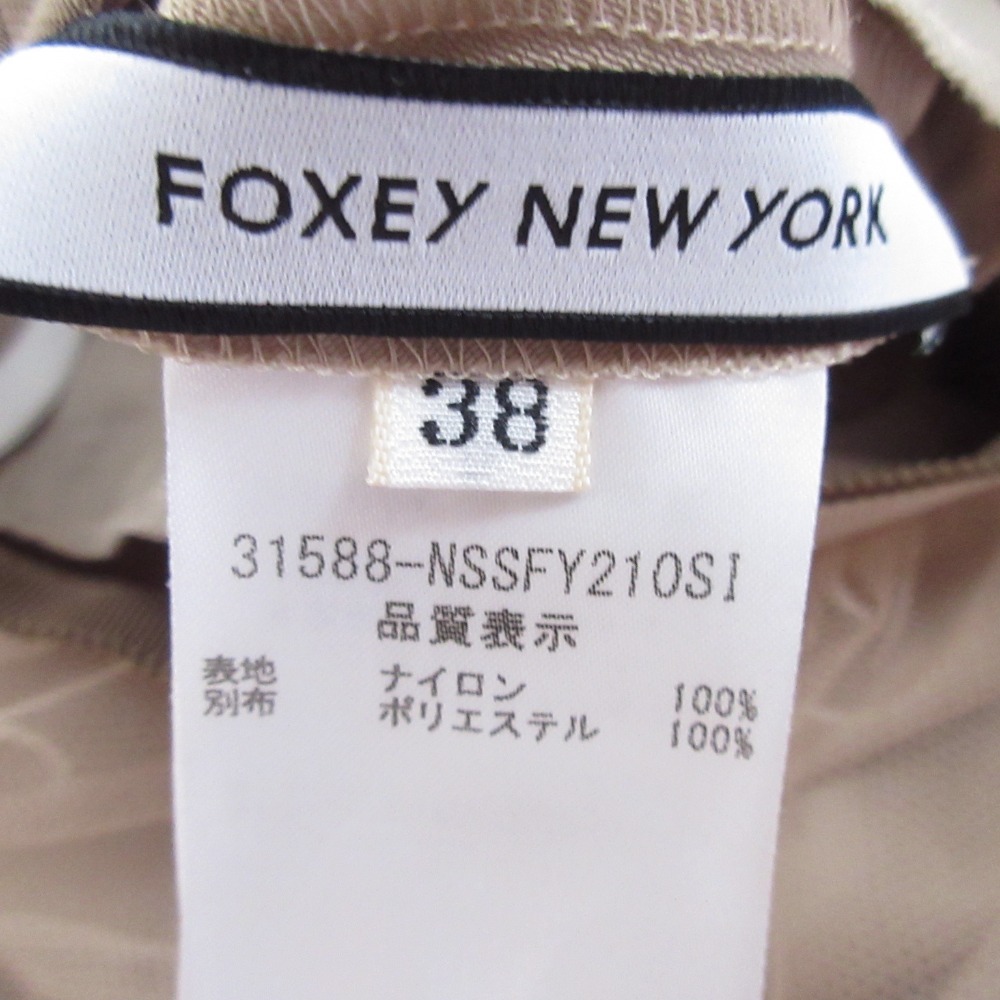 FOXEY NEW YORK
38
31588-NSSFY210SI
品質表示
表地 ナイロン 100%
別布 ポリエステル 100%